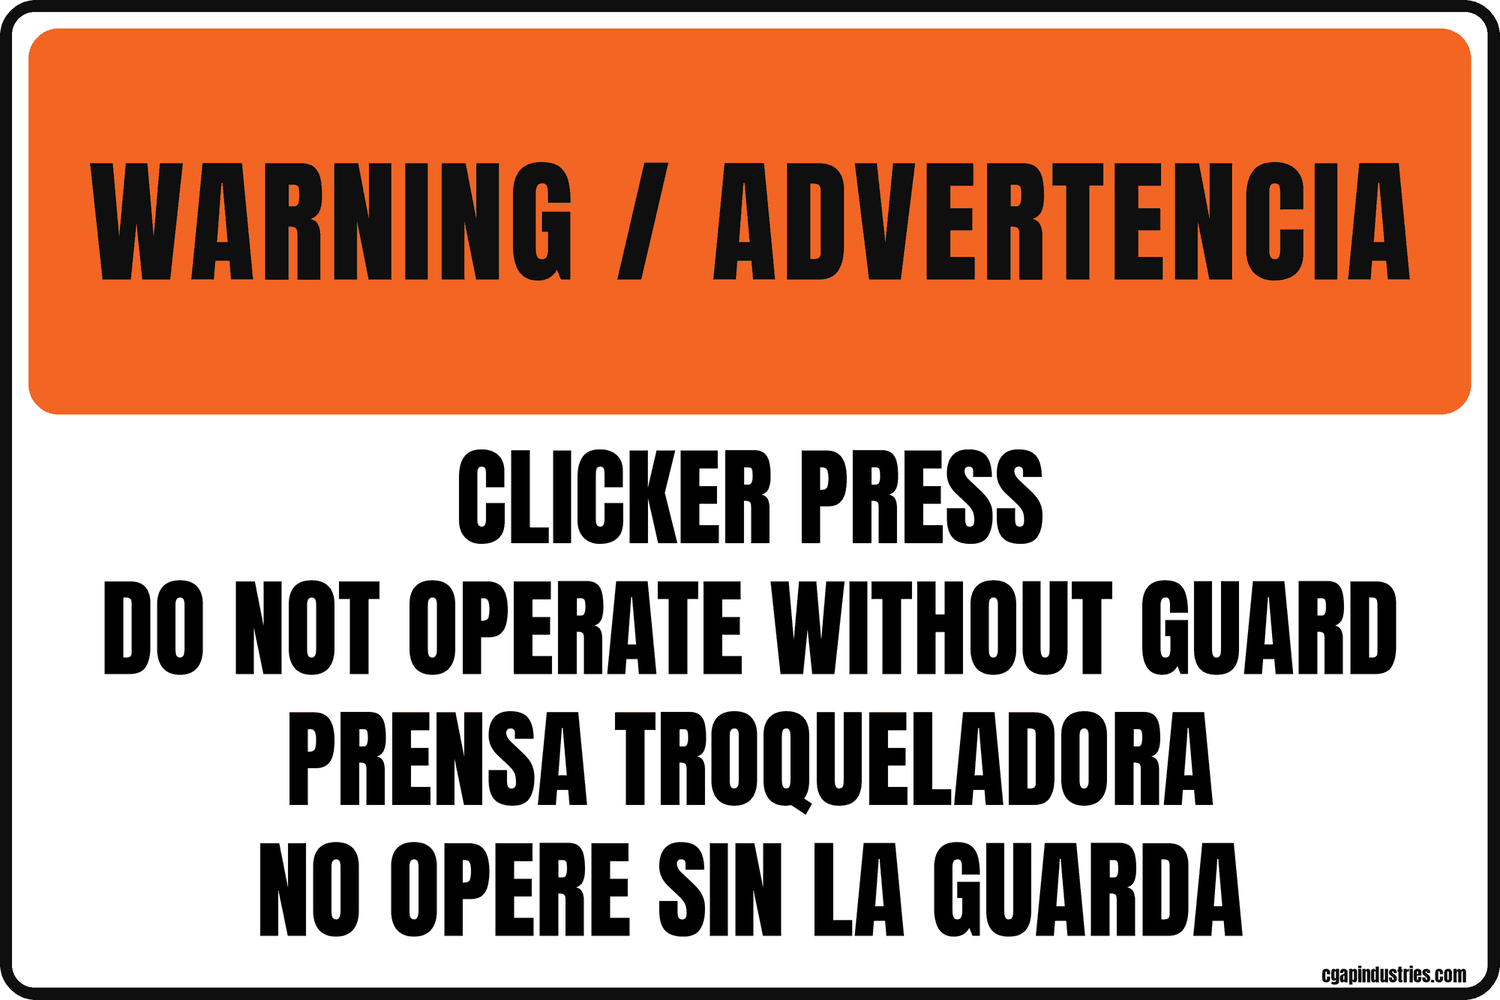 WARNING / ADVERTENCIA
CLICKER PRESS
DO NOT OPERATE WITHOUT GUARD
PRENSA TROQUELADORA
NO OPERE SIN LA GUARDA
cgapindustries.com